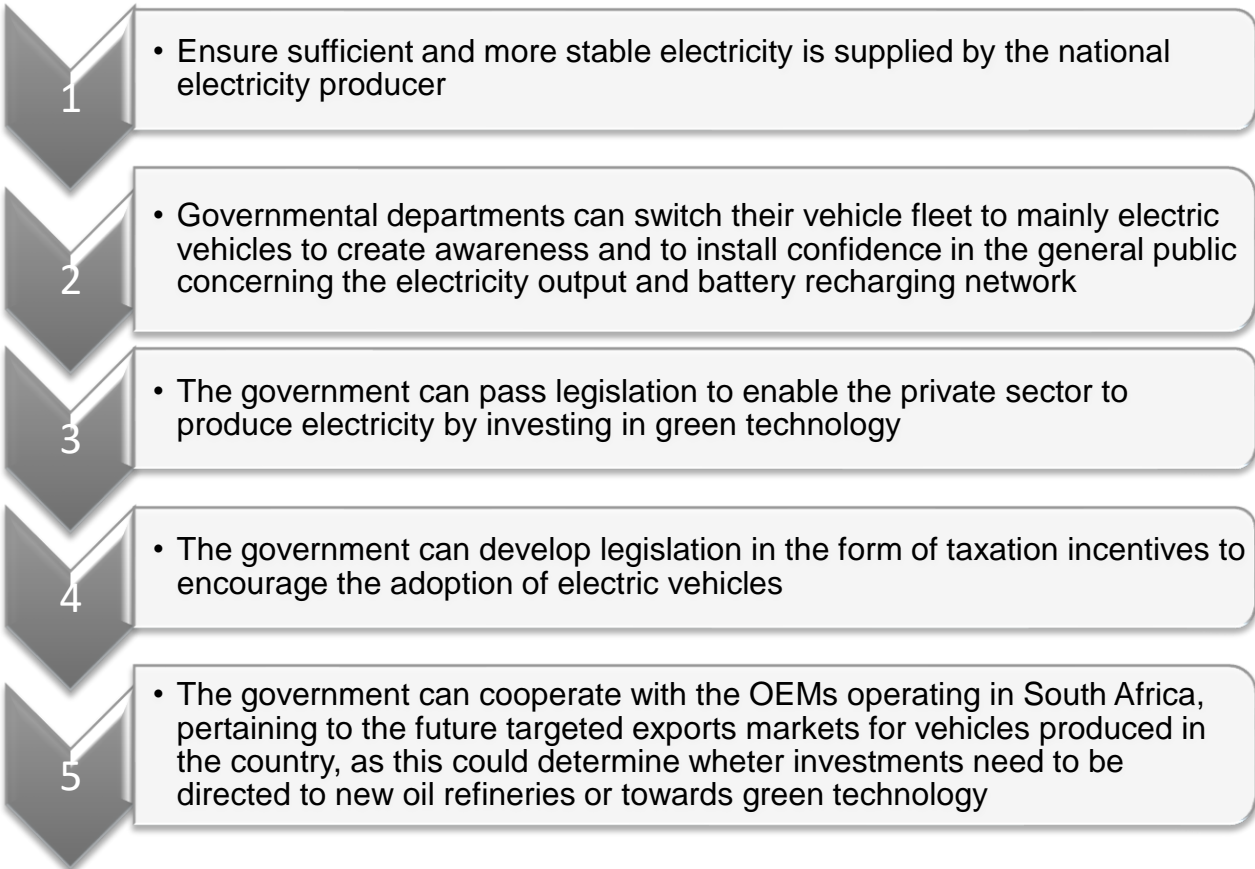 1
• Ensure sufficient and more stable electricity is supplied by the national
electricity producer
2
• Governmental departments can switch their vehicle fleet to mainly electric
vehicles to create awareness and to install confidence in the general public
concerning the electricity output and battery recharging network
3
• The government can pass legislation to enable the private sector to
produce electricity by investing in green technology
4
• The government can develop legislation in the form of taxation incentives to
encourage the adoption of electric vehicles
5
• The government can cooperate with the OEMs operating in South Africa,
pertaining to the future targeted exports markets for vehicles produced in
the country, as this could determine wheter investments need to be
directed to new oil refineries or towards green technology